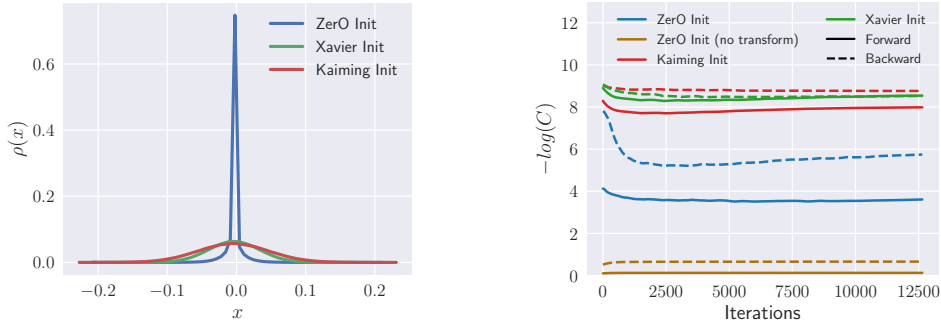 ZerO Init
Xavier Init
Kaiming Init
0.6
0.4
0.2
0.0
ρ(x)
−0.2 −0.1 0.0 0.1 0.2
x
ZerO Init
ZerO Init (no transform)
Kaiming Init
Xavier Init
Forward
Backward
12
10
8
6
4
2
0
−log(C)
0 2500 5000 7500 10000 12500
Iterations